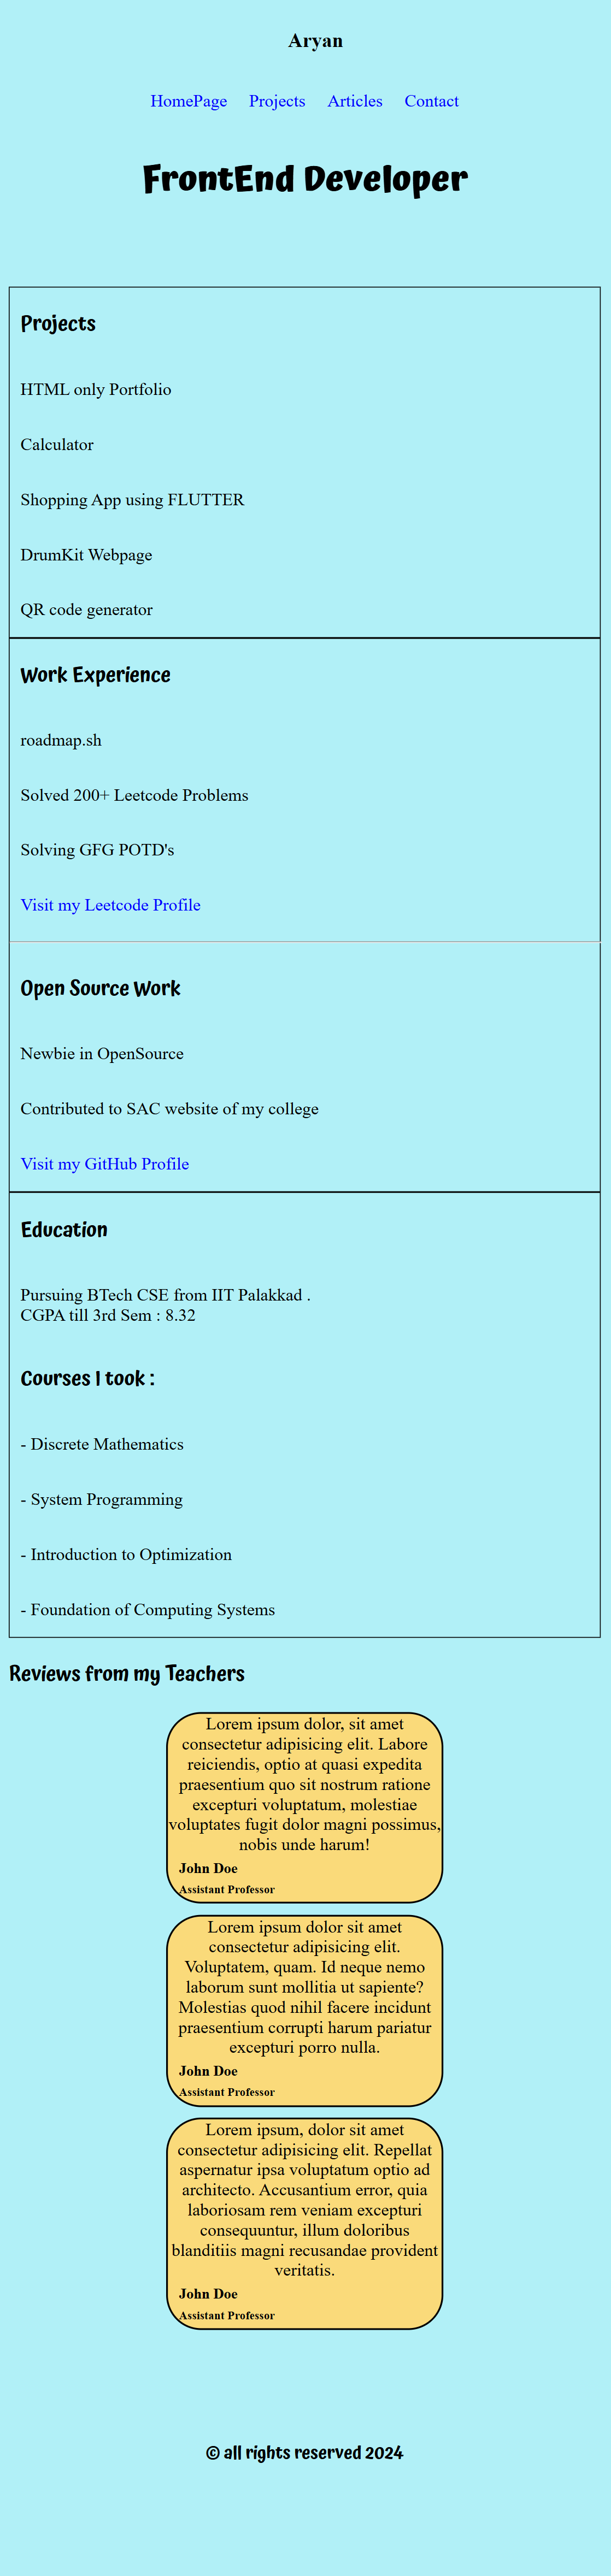 Aryan
HomePage Projects Articles Contact
FrontEnd Developer
Projects
HTML only Portfolio
Calculator
Shopping App using FLUTTER
DrumKit Webpage
QR code generator
Work Experience
roadmap.sh
Solved 200+ Leetcode Problems
Solving GFG POTD's
Visit my Leetcode Profile
Open Source Work
Newbie in OpenSource
Contributed to SAC website of my college
Visit my GitHub Profile
Education
Pursuing BTech CSE from IIT Palakkad .
CGPA till 3rd Sem : 8.32
Courses I took :
- Discrete Mathematics
- System Programming
- Introduction to Optimization
- Foundation of Computing Systems
Reviews from my Teachers
Lorem ipsum dolor, sit amet
consectetur adipisicing elit. Labore
reiciendis, optio at quasi expedita
praesentium quo sit nostrum ratione
excepturi voluptatum, molestiae
voluptates fugit dolor magni possimus,
nobis unde harum!
John Doe
Assistant Professor
Lorem ipsum dolor sit amet
consectetur adipisicing elit.
Voluptatem, quam. Id neque nemo
laborum sunt mollitia ut sapiente?
Molestias quod nihil facere incidunt
praesentium corrupti harum pariatur
excepturi porro nulla.
John Doe
Assistant Professor
Lorem ipsum, dolor sit amet
consectetur adipisicing elit. Repellat
aspernatur ipsa voluptatum optio ad
architecto. Accusantium error, quia
laboriosam rem veniam excepturi
consequuntur, illum doloribus
blanditiis magni recusandae provident
veritatis.
John Doe
Assistant Professor
© all rights reserved 2024